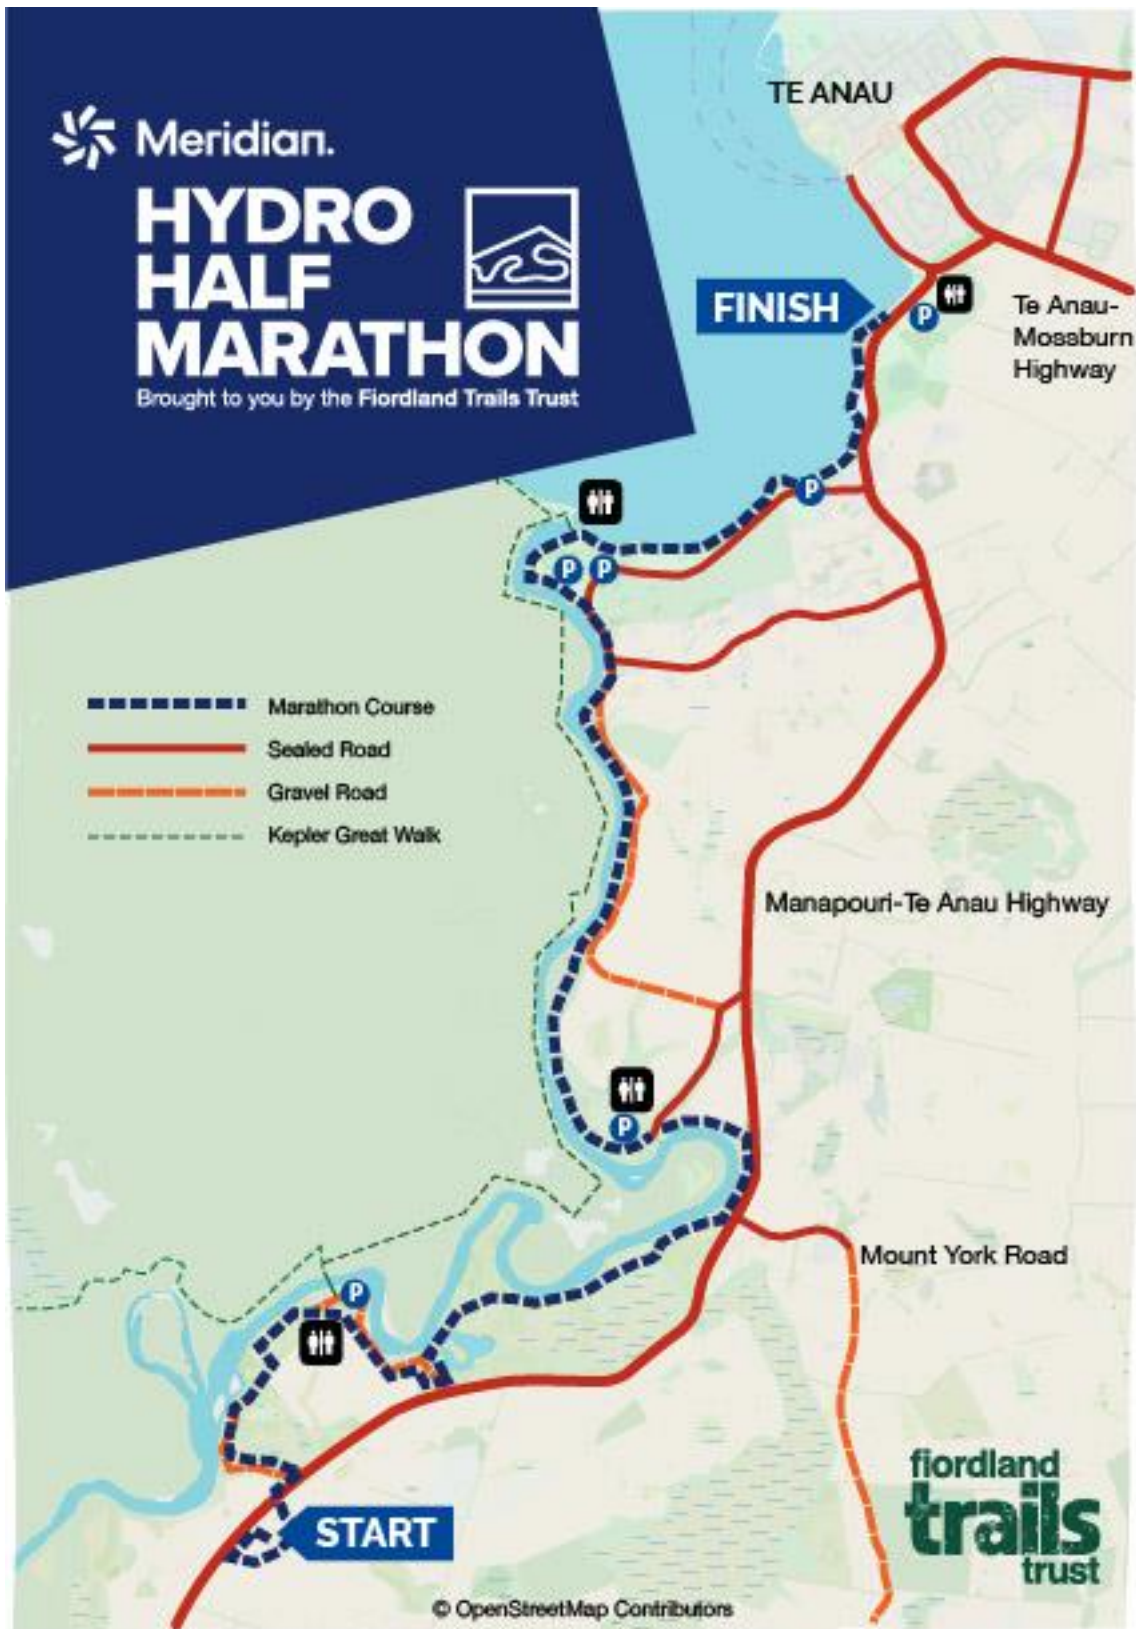 Meridian.
HYDRO
HALF
MARATHON
Brought to you by the Fiordland Trails Trust
TE ANAU
FINISH
P
Te Anau-
Mossburn
Highway
P
P P
Marathon Course
Sealed Road
Gravel Road
Kepler Great Walk
Manapouri-Te Anau Highway
P
Mount York Road
P
START
fiordland
trails
trust
© OpenStreetMap Contributors